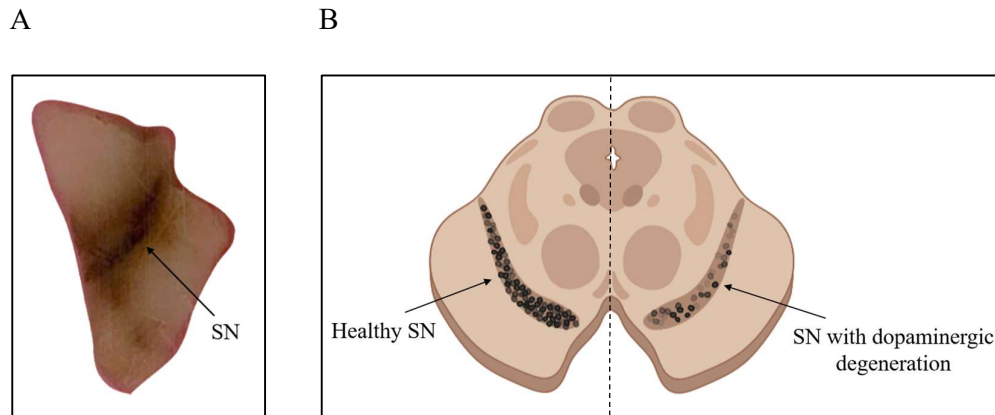 A
B
SN
Healthy SN
SN with dopaminergic
degeneration